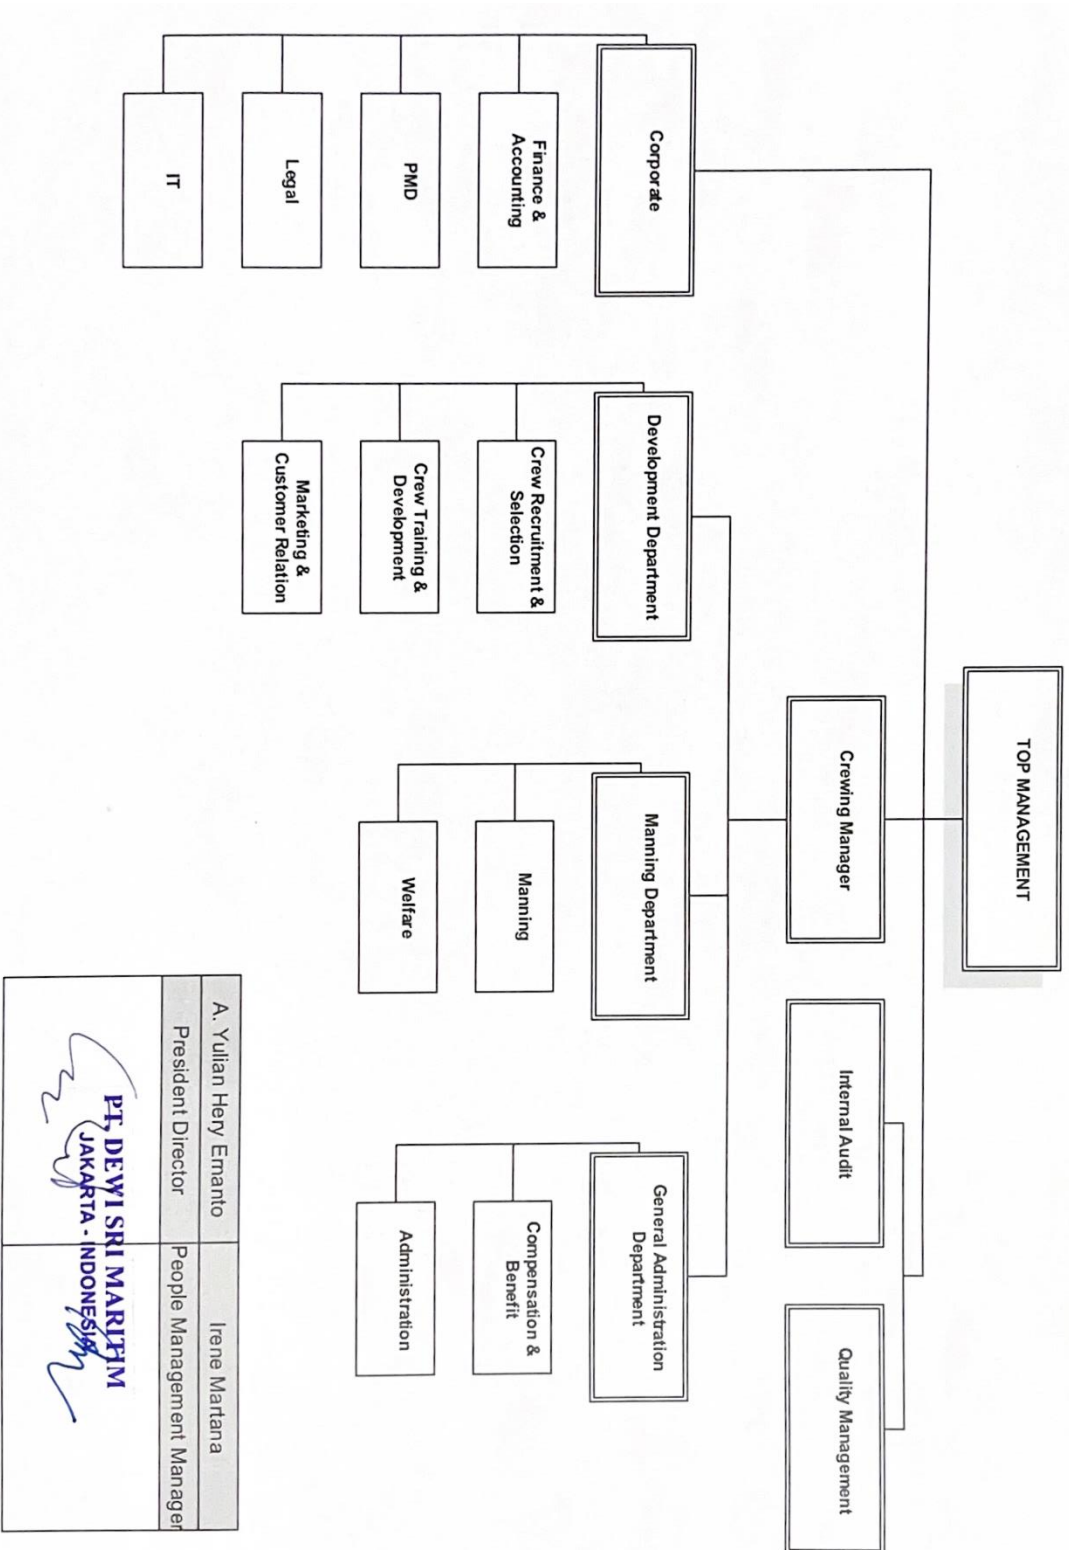 TOP MANAGEMENT
Crewing Manager
Internal Audit
Quality Management
Corporate
Finance &
Accounting
PMD
Legal
IT
Development Department
Crew Recruitment &
Selection
Crew Training &
Development
Marketing &
Customer Relation
Manning Department
Manning
Welfare
General Administration
Department
Compensation &
Benefit
Administration
A. Yulian Hery Ernanto
Irene Martana
President Director
People Management Manager
PT, DEWI SRI MARITIM
JAKARTA - INDONESIA